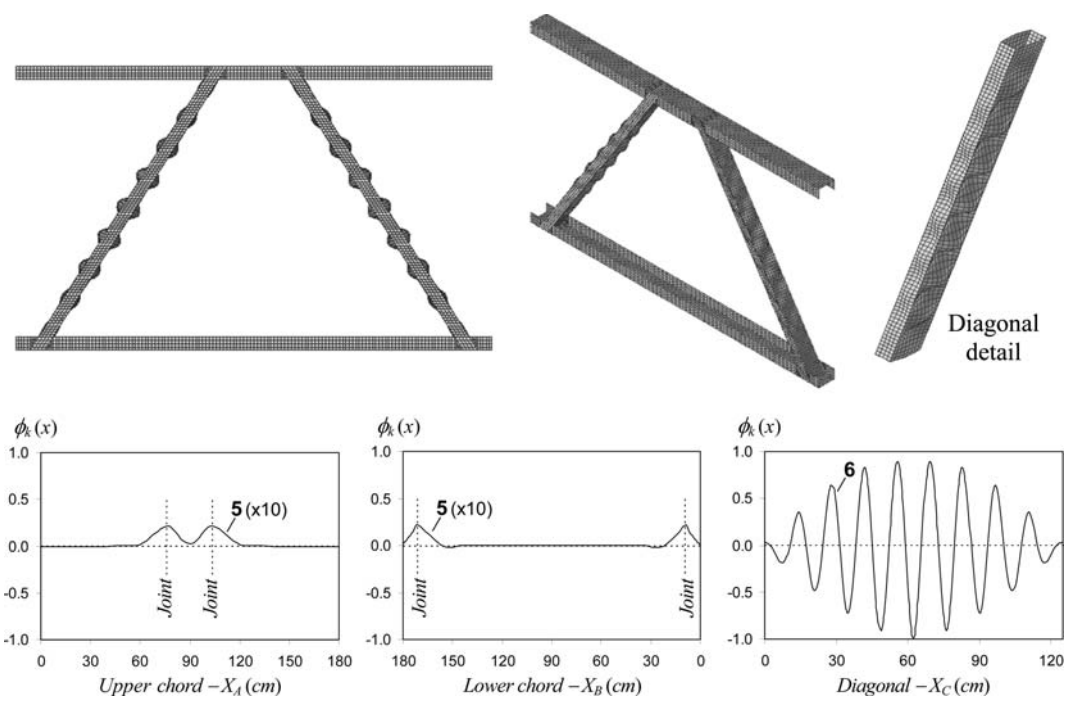 Diagonal
detail
ϕk (x)
1.0
0.5
0.0
-0.5
-1.0
5 (x10)
Joint
Joint
0 30 60 90 120 150 180
Upper chord – XA (cm)
ϕk (x)
1.0
0.5
0.0
-0.5
-1.0
5 (x10)
Joint
Joint
180 150 120 90 60 30 0
Lower chord – XB (cm)
ϕk (x)
1.0
0.5
0.0
-0.5
-1.0
6
0 30 60 90 120
Diagonal – XC (cm)